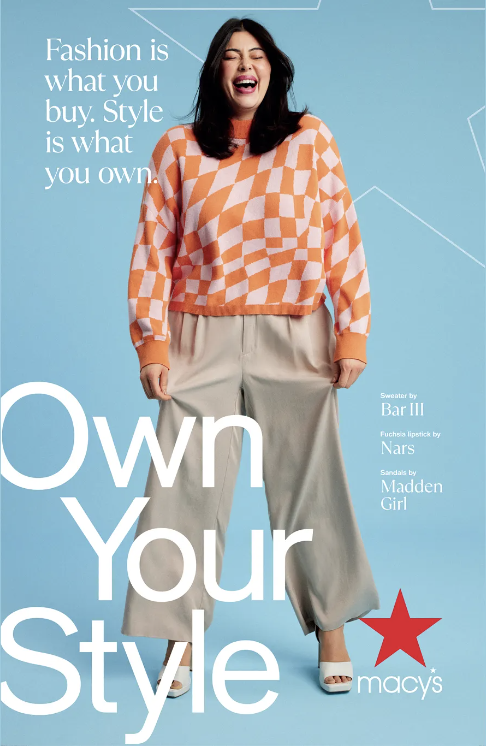 Fashion is
what you
buy. Style
is what
you own.
Own
Your
Style
Sweater by
Bar III
Fuchsia lipstick by
Nars
Sandals by
Madden
Girl
macy's